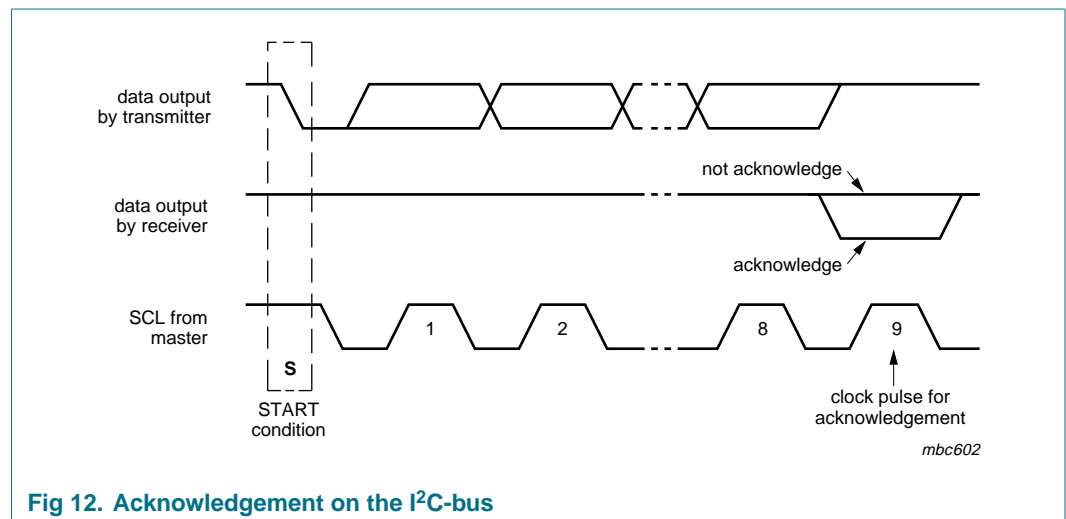 data output
by transmitter
not acknowledge
data output
by receiver
acknowledge
SCL from
master
1
2
8
9
S
START
condition
clock pulse for
acknowledgement
mbc602
Fig 12. Acknowledgement on the I²C-bus